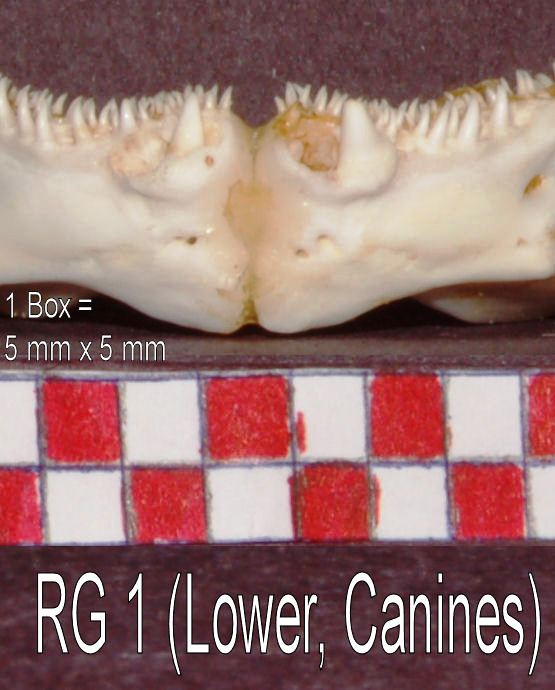 1 Box =
5 mm x 5 mm
RG 1 (Lower, Canines)